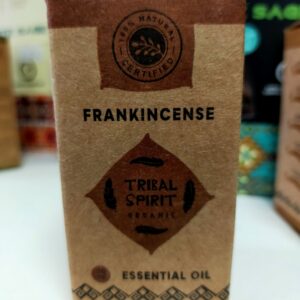 100% NATURAL
CERTIFIED
FRANKINCENSE
TRIBAL
SPIRIT
ORGANIC
ESSENTIAL OIL